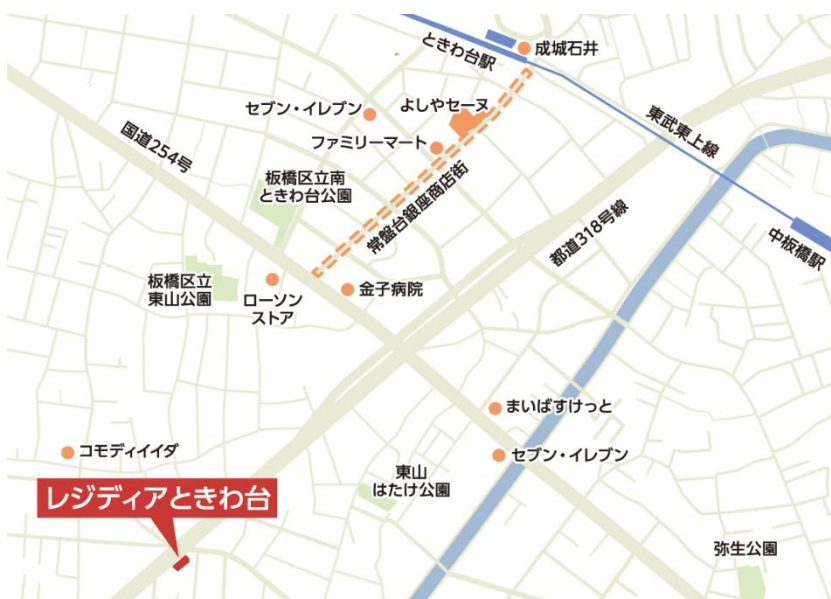 ときわ台駅
成城石井
セブン・イレブン
よしやセーヌ
東武東上線
国道254号
ファミリーマート
板橋区立南
ときわ台公園
常盤台銀座商店街
都道318号線
中板橋駅
板橋区立
東山公園
ローソン
ストア
金子病院
まいばすけっと
コモディイイダ
セブン・イレブン
東山
はたけ公園
レジディアときわ台
弥生公園